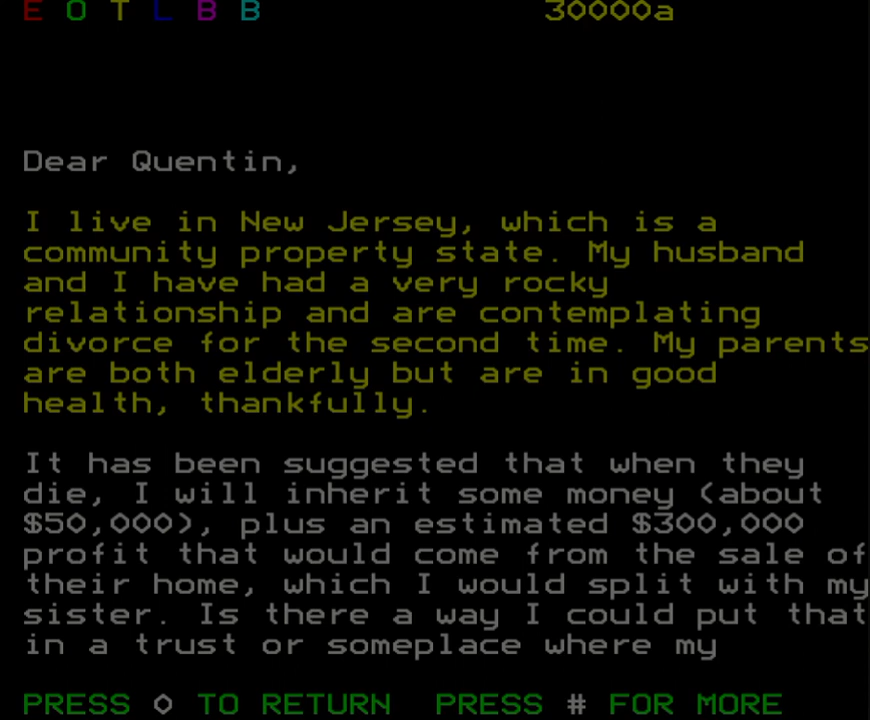 E O T L B B 30000a
Dear Quentin,
I live in New Jersey, which is a
community property state. My husband
and I have had a very rocky
relationship and are contemplating
divorce for the second time. My parents
are both elderly but are in good
health, thankfully.
It has been suggested that when they
die, I will inherit some money (about
$50,000), plus an estimated $300,000
profit that would come from the sale of
their home, which I would split with my
sister. Is there a way I could put that
in a trust or someplace where my
PRESS 0 TO RETURN PRESS # FOR MORE